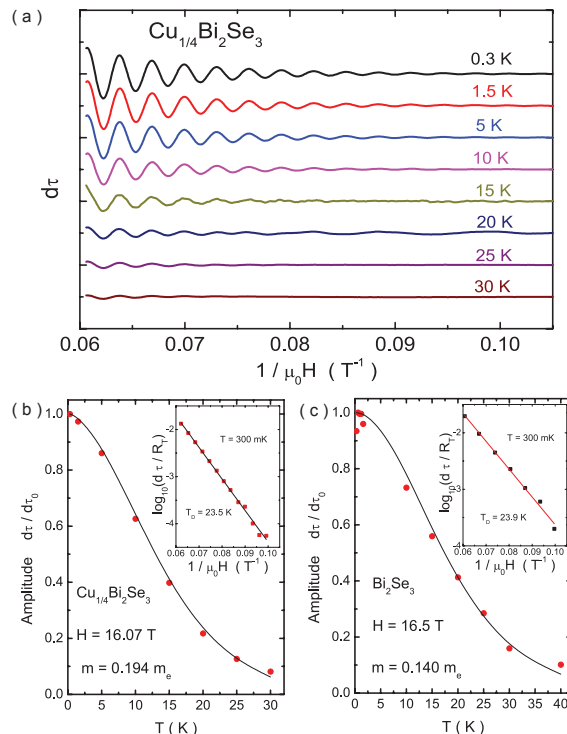 (a)
Cu1/4Bi2Se3
0.3 K
1.5 K
5 K
10 K
15 K
20 K
25 K
30 K
dτ
0.06 0.07 0.08 0.09 0.10
1 / μ0H ( T-1 )
(b)
1.0
0.8
0.6
0.4
0.2
0.0
Amplitude dτ / dτ0
0 5 10 15 20 25 30
T ( K )
Cu1/4Bi2Se3
H = 16.07 T
m = 0.194 me
log10(dτ / RT)
-2
-3
-4
T = 300 mK
TD = 23.5 K
0.06 0.07 0.08 0.09 0.10
1 / μ0H ( T-1 )
(c)
1.0
0.8
0.6
0.4
0.2
0.0
Amplitude dτ / dτ0
0 5 10 15 20 25 30 35 40
T ( K )
Bi2Se3
H = 16.5 T
m = 0.140 me
log10(dτ / RT)
-2
-3
-4
T = 300 mK
TD = 23.9 K
0.06 0.07 0.08 0.09 0.10
1 / μ0H ( T-1 )